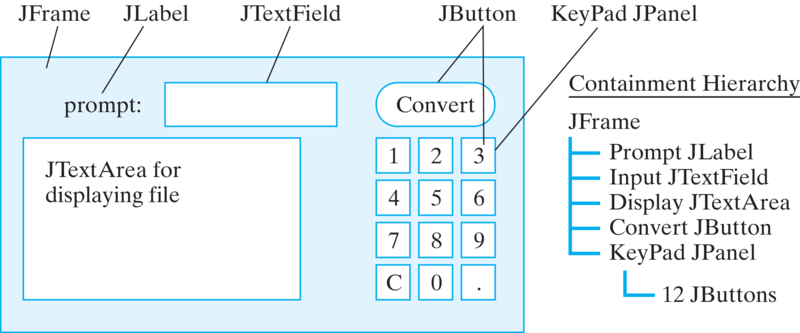 JFrame JLabel JTextField JButton KeyPad JPanel
prompt: Convert
JTextArea for
displaying file
1 2 3
4 5 6
7 8 9
C 0 .
Containment Hierarchy
JFrame
Prompt JLabel
Input JTextField
Display JTextArea
Convert JButton
KeyPad JPanel
12 JButtons